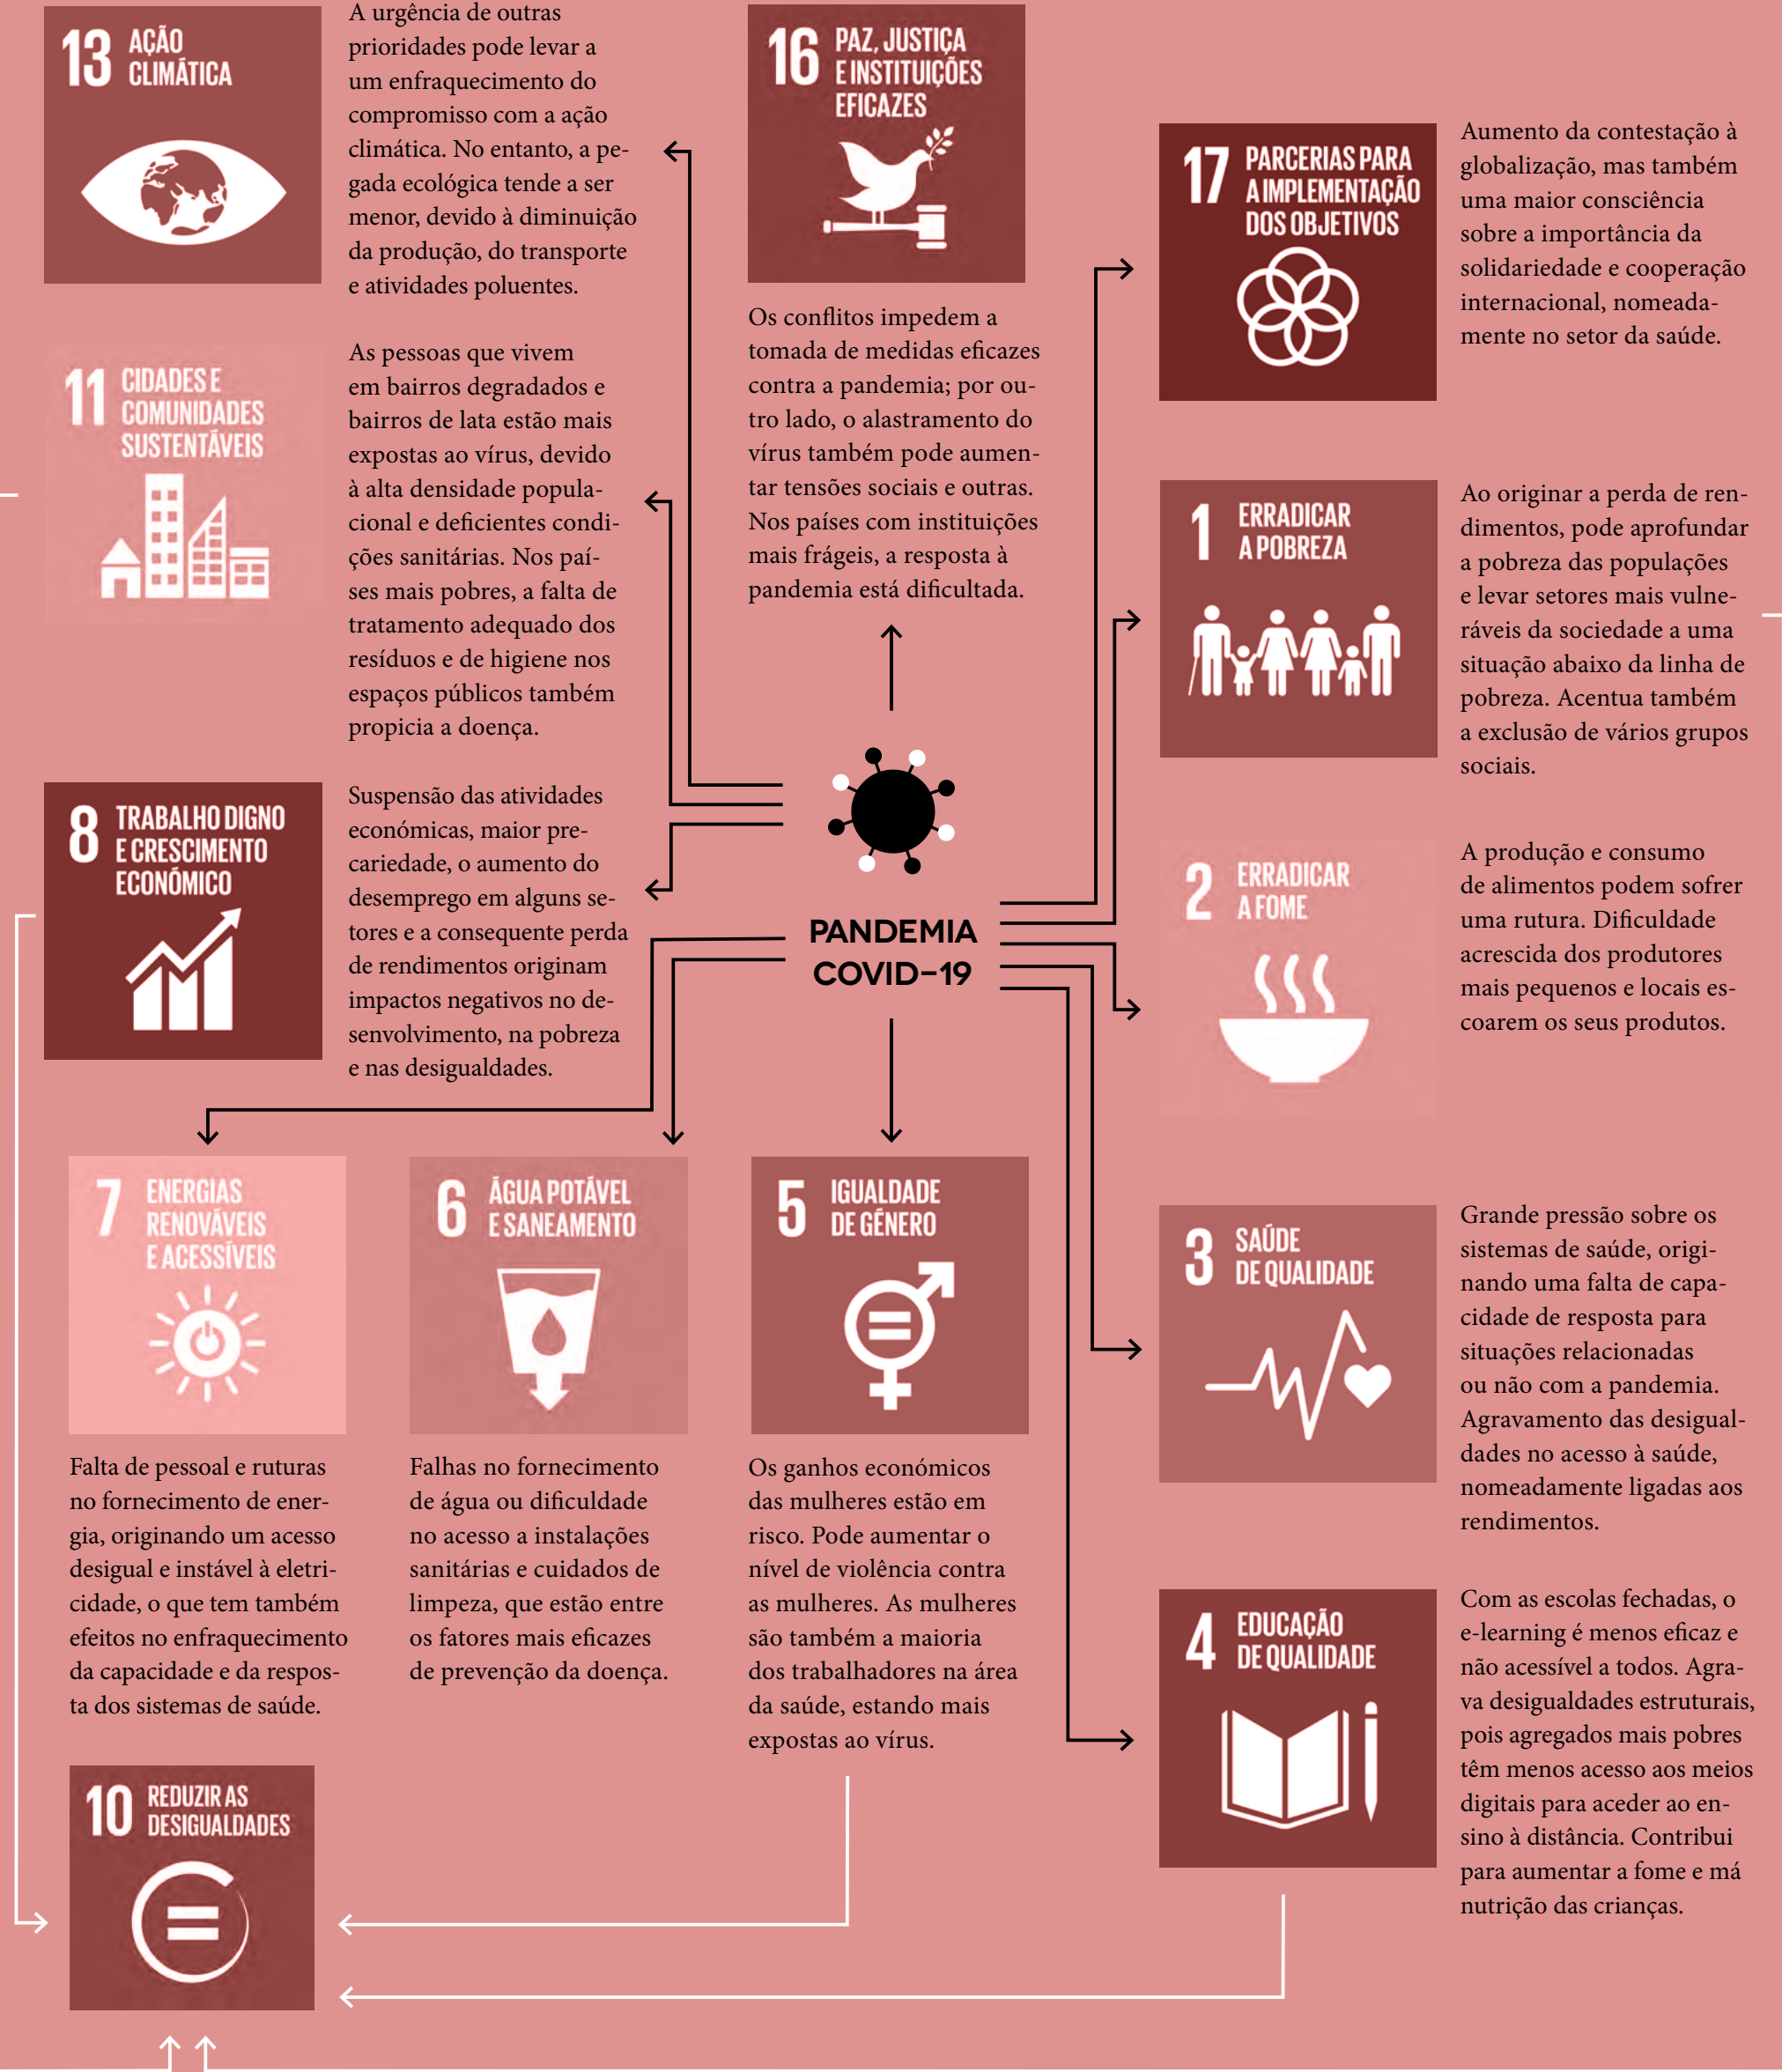 13 AÇÃO
CLIMÁTICA
A urgência de outras
prioridades pode levar a
um enfraquecimento do
compromisso com a ação
climática. No entanto, a pe-
gada ecológica tende a ser
menor, devido à diminuição
da produção, do transporte
e atividades poluentes.
11 CIDADES E
COMUNIDADES
SUSTENTÁVEIS
As pessoas que vivem
em bairros degradados e
bairros de lata estão mais
expostas ao vírus, devido
à alta densidade popula-
cional e deficientes condi-
ções sanitárias. Nos paí-
ses mais pobres, a falta de
tratamento adequado dos
resíduos e de higiene nos
espaços públicos também
propicia a doença.
8 TRABALHO DIGNO
E CRESCIMENTO
ECONÓMICO
Suspensão das atividades
económicas, maior pre-
cariedade, o aumento do
desemprego em alguns se-
tores e a consequente perda
de rendimentos originam
impactos negativos no de-
senvolvimento, na pobreza
e nas desigualdades.
16 PAZ, JUSTIÇA
E INSTITUIÇÕES
EFICAZES
Os conflitos impedem a
tomada de medidas eficazes
contra a pandemia; por ou-
tro lado, o alastramento do
vírus também pode aumen-
tar tensões sociais e outras.
Nos países com instituições
mais frágeis, a resposta à
pandemia está dificultada.
PANDEMIA
COVID-19
17 PARCERIAS PARA
A IMPLEMENTAÇÃO
DOS OBJETIVOS
Aumento da contestação à
globalização, mas também
uma maior consciência
sobre a importância da
solidariedade e cooperação
internacional, nomeada-
mente no setor da saúde.
1 ERRADICAR
A POBREZA
Ao originar a perda de ren-
dimentos, pode aprofundar
a pobreza das populações
e levar setores mais vulne-
ráveis da sociedade a uma
situação abaixo da linha de
pobreza. Acentua também
a exclusão de vários grupos
sociais.
2 ERRADICAR
A FOME
A produção e consumo
de alimentos podem sofrer
uma rutura. Dificuldade
acrescida dos produtores
mais pequenos e locais es-
coarem os seus produtos.
3 SAÚDE
DE QUALIDADE
Grande pressão sobre os
sistemas de saúde, origi-
nando uma falta de capa-
cidade de resposta para
situações relacionadas
ou não com a pandemia.
Agravamento das desigual-
dades no acesso à saúde,
nomeadamente ligadas aos
rendimentos.
4 EDUCAÇÃO
DE QUALIDADE
Com as escolas fechadas, o
e-learning é menos eficaz e
não acessível a todos. Agra-
va desigualdades estruturais,
pois agregados mais pobres
têm menos acesso aos meios
digitais para aceder ao en-
sino à distância. Contribui
para aumentar a fome e má
nutrição das crianças.
7 ENERGIAS
RENOVÁVEIS
E ACESSÍVEIS
Falta de pessoal e ruturas
no fornecimento de ener-
gia, originando um acesso
desigual e instável à eletri-
cidade, o que tem também
efeitos no enfraquecimento
da capacidade e da respos-
ta dos sistemas de saúde.
6 ÁGUA POTÁVEL
E SANEAMENTO
Falhas no fornecimento
de água ou dificuldade
no acesso a instalações
sanitárias e cuidados de
limpeza, que estão entre
os fatores mais eficazes
de prevenção da doença.
5 IGUALDADE
DE GÉNERO
Os ganhos económicos
das mulheres estão em
risco. Pode aumentar o
nível de violência contra
as mulheres. As mulheres
são também a maioria
dos trabalhadores na área
da saúde, estando mais
expostas ao vírus.
10 REDUZIR AS
DESIGUALDADES